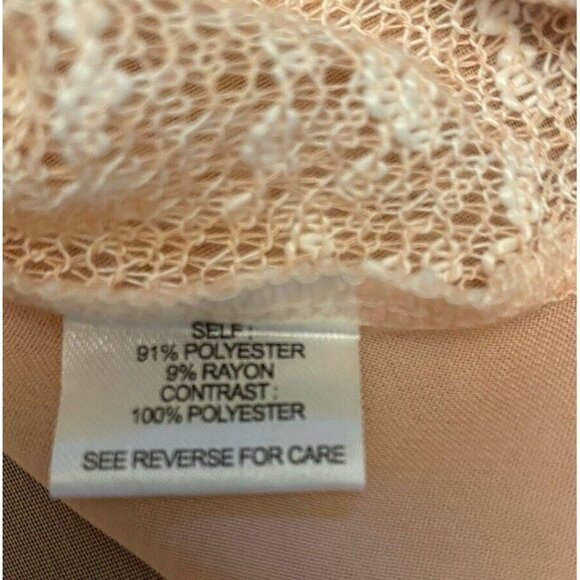 SELF :
91% POLYESTER
9% RAYON
CONTRAST :
100% POLYESTER
SEE REVERSE FOR CARE